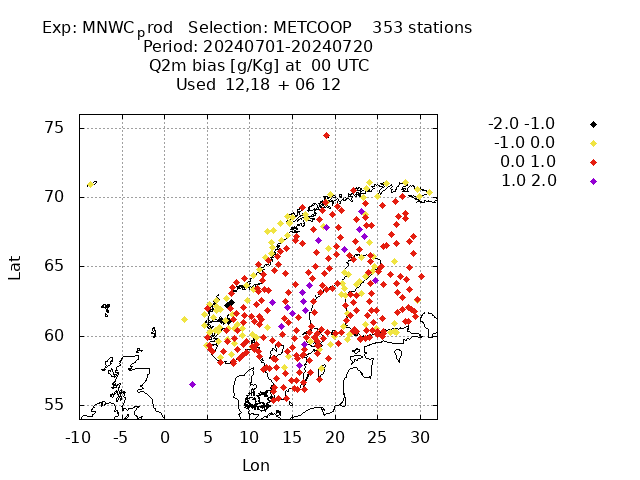 Exp: MNWCprod   Selection: METCOOP    353 stations
Period: 20240701-20240720
Q2m bias [g/Kg] at  00 UTC
Used  12,18 + 06 12
-2.0 -1.0
-1.0 0.0
0.0 1.0
1.0 2.0
75
70
65
60
55
Lat
-10 -5 0 5 10 15 20 25 30
Lon